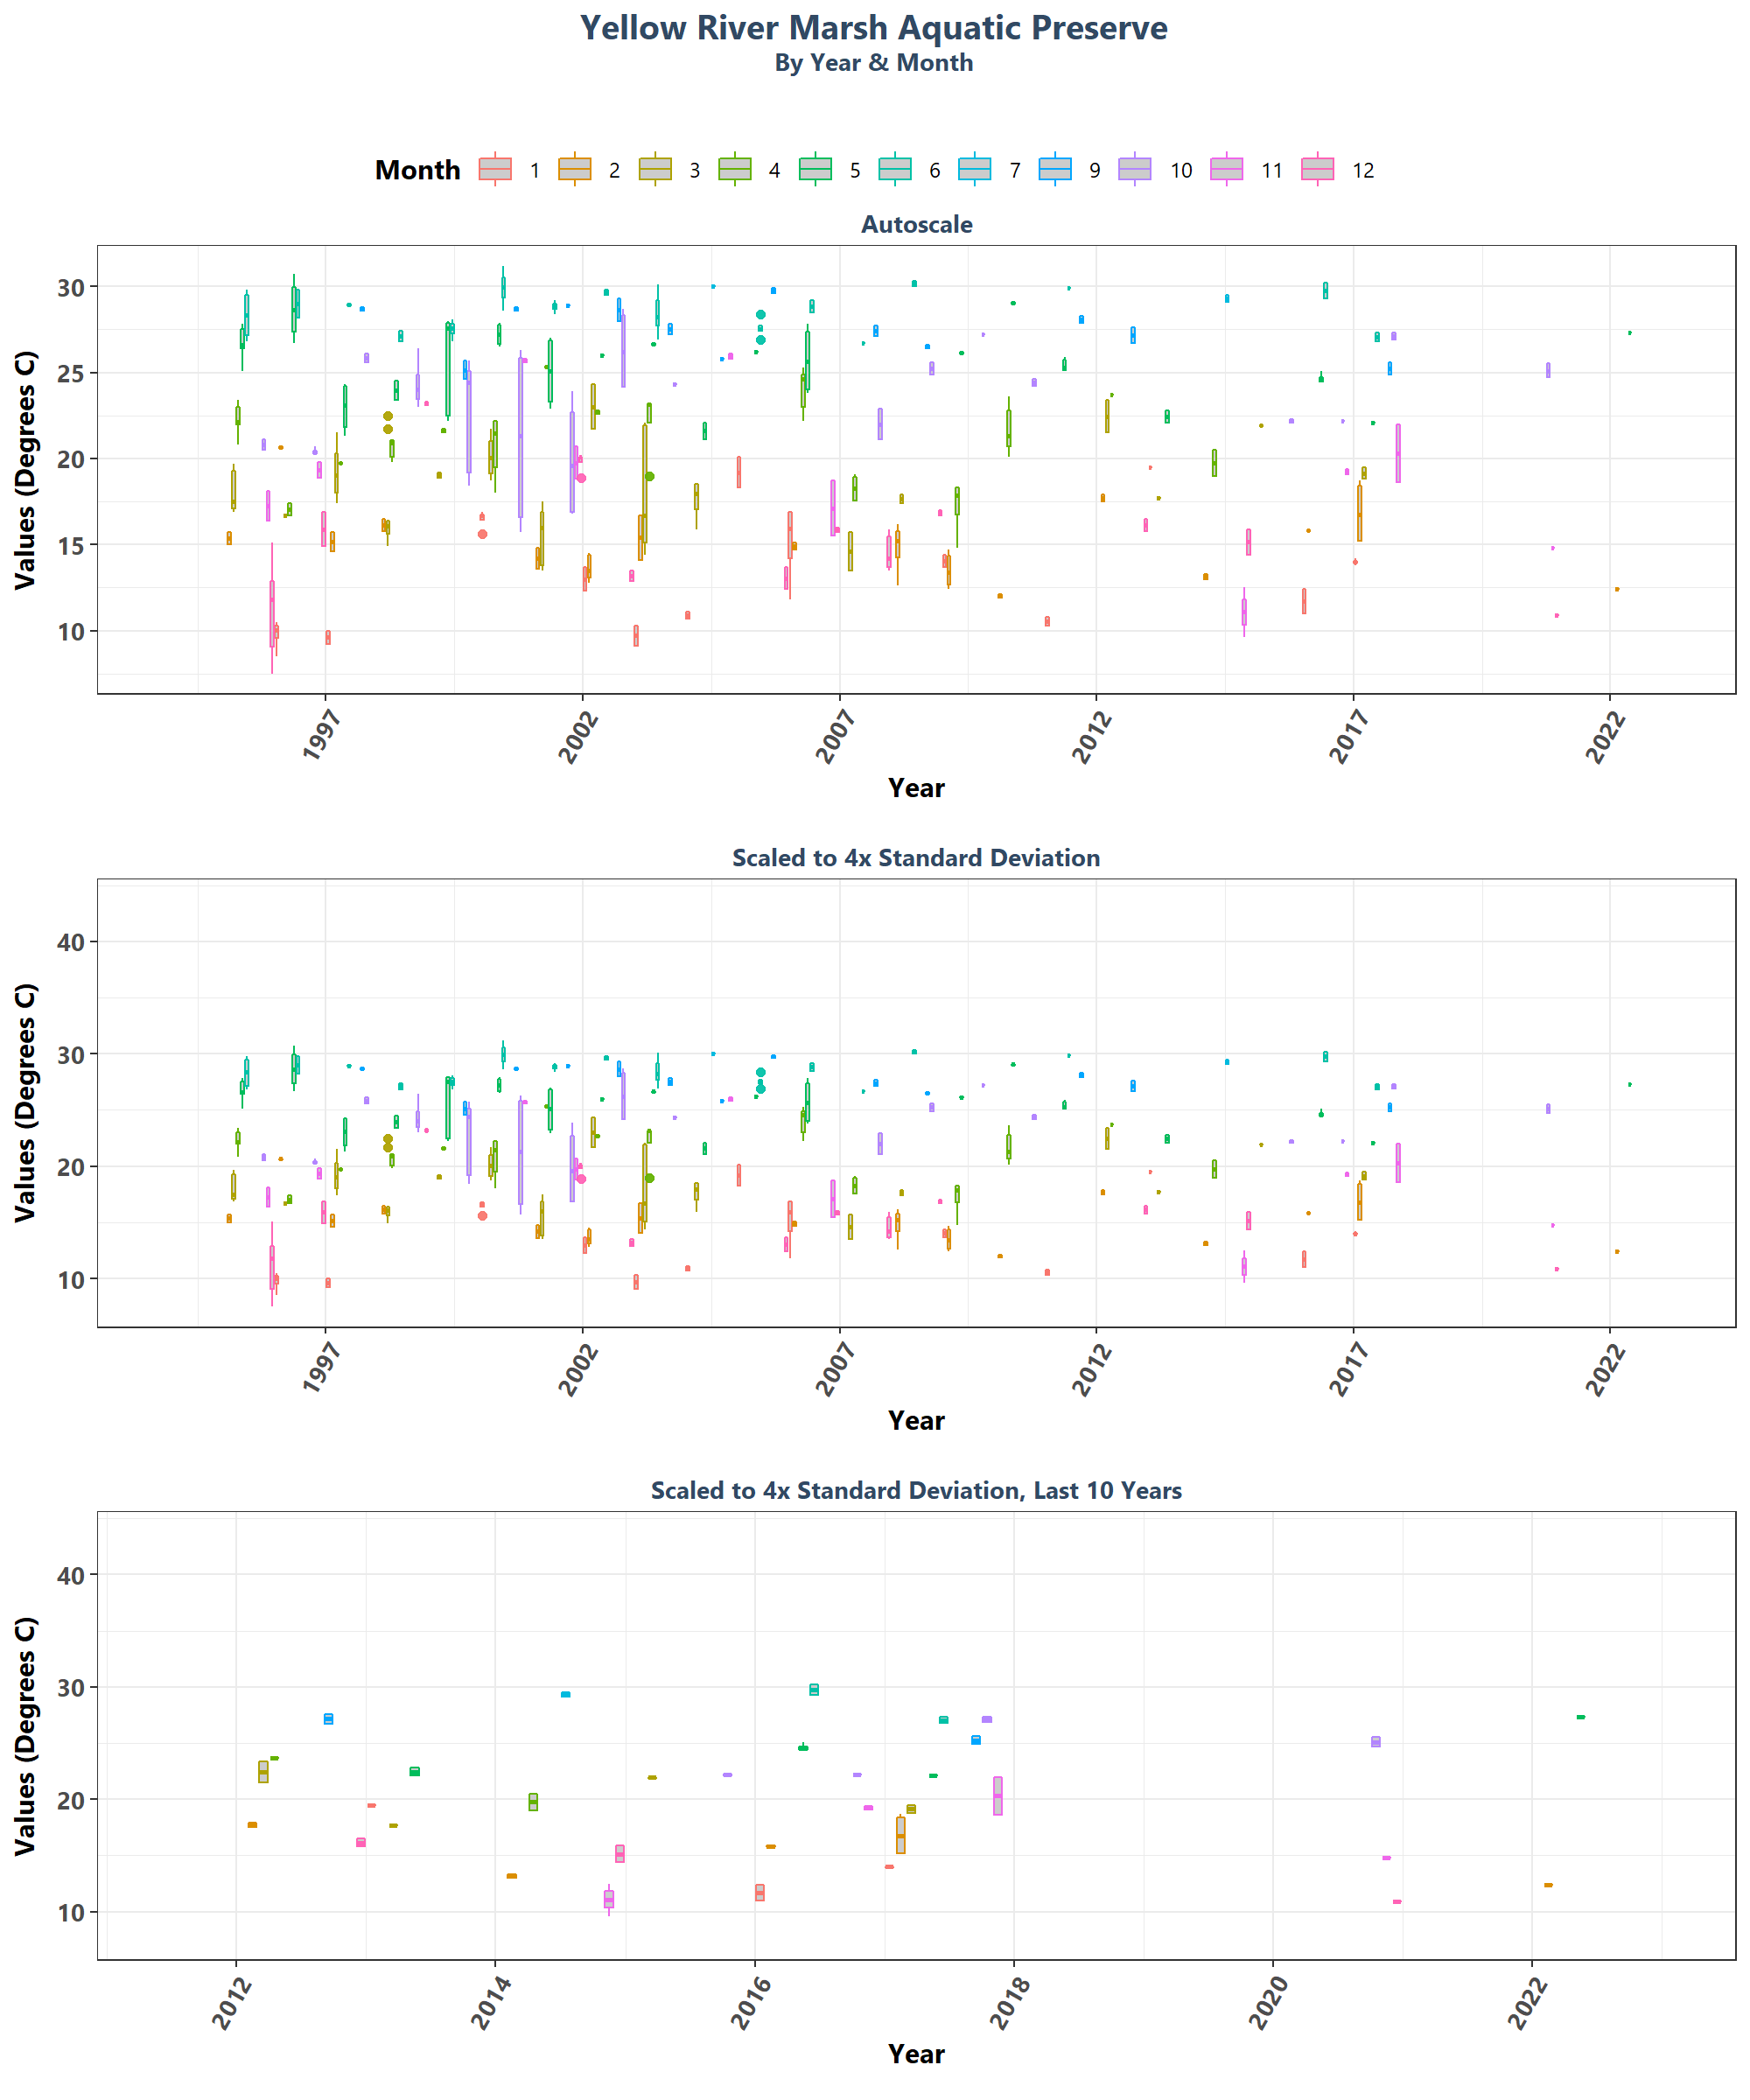 Yellow River Marsh Aquatic Preserve
By Year & Month
Month 1 2 3 4 5 6 7 9 10 11 12
Autoscale
Values (Degrees C)
30
25
20
15
10
1997 2002 2007 2012 2017 2022
Year
Scaled to 4x Standard Deviation
Values (Degrees C)
40
30
20
10
1997 2002 2007 2012 2017 2022
Year
Scaled to 4x Standard Deviation, Last 10 Years
Values (Degrees C)
40
30
20
10
2012 2014 2016 2018 2020 2022
Year